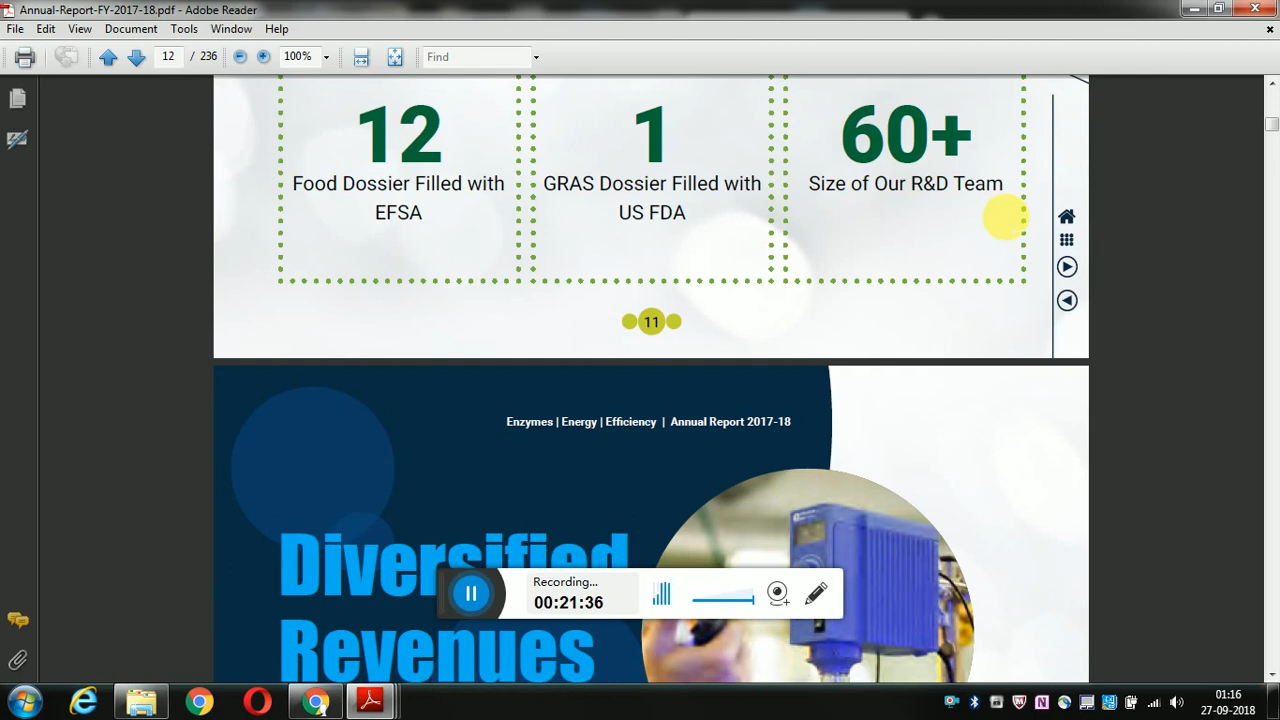 Annual-Report-FY-2017-18.pdf - Adobe Reader
File Edit View Document Tools Window Help
12 / 236 100% Find
12
Food Dossier Filled with
EFSA
1
GRAS Dossier Filled with
US FDA
60+
Size of Our R&D Team
11
Enzymes | Energy | Efficiency | Annual Report 2017-18
Diversified
Revenues
Recording...
00:21:36
01:16
27-09-2018